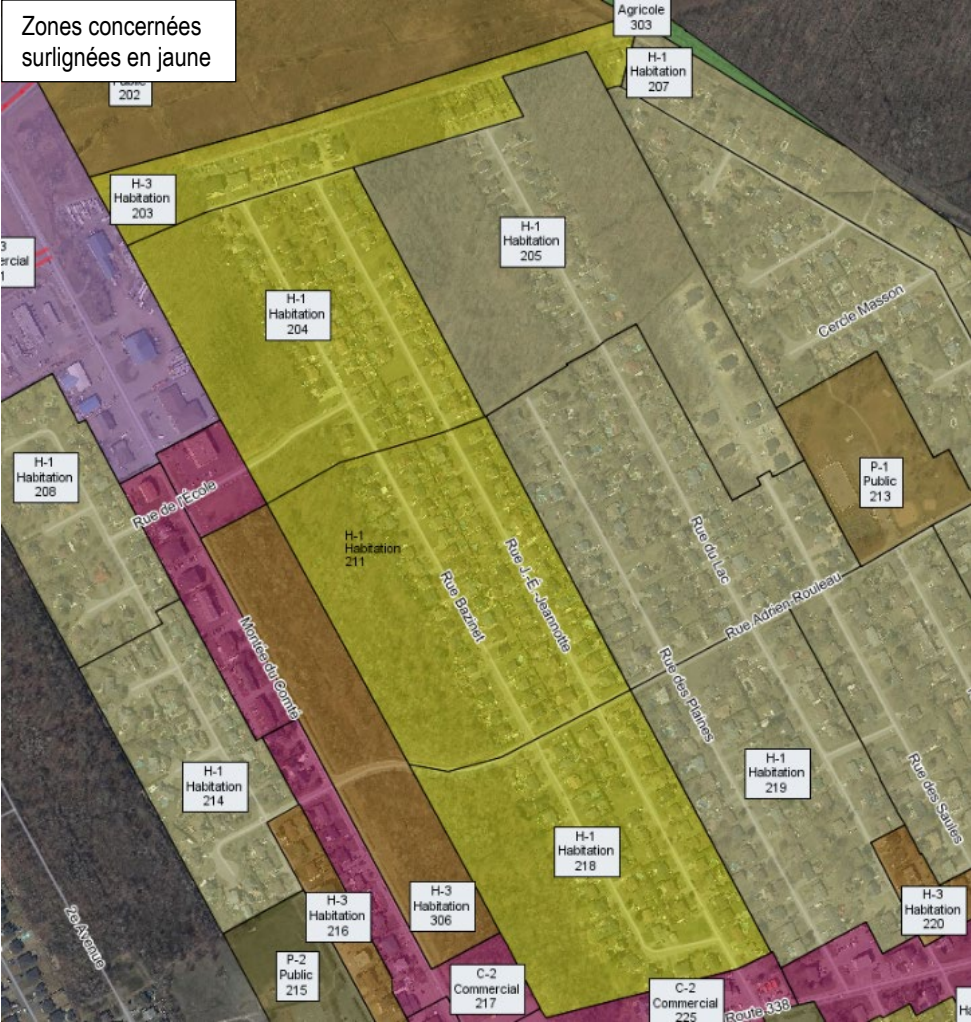 Zones concernées
surlignées en jaune
Agricole
303
H-1
Habitation
207
202
H-3
Habitation
203
H-1
Habitation
205
H-1
Habitation
204
Cercle Masson
H-1
Habitation
208
Rue de l'École
P-1
Public
213
H-1
Habitation
211
Rue Bazinet
Rue J.-E.-Jeannotte
Rue du Lac
Rue Adrien-Rouleau
Montée du Comté
Rue des Plaines
H-1
Habitation
214
H-1
Habitation
219
Rue des Saules
H-1
Habitation
218
2e Avenue
H-3
Habitation
216
H-3
Habitation
306
H-3
Habitation
220
P-2
Public
215
C-2
Commercial
217
C-2
Commercial
225
Route 338